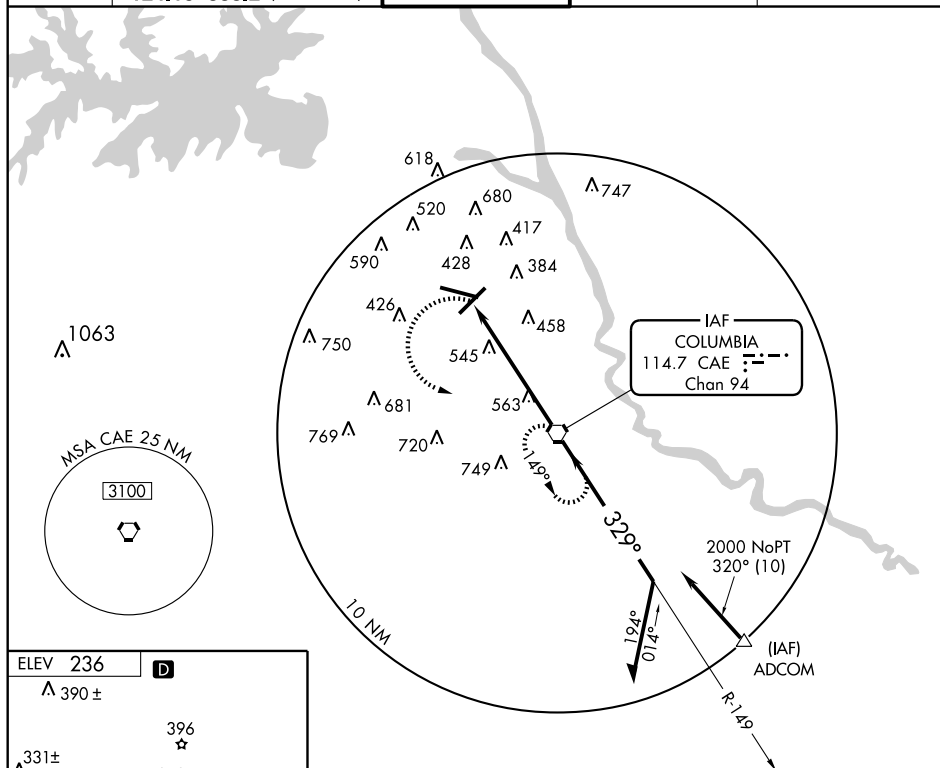 618
747
680
520
417
590
428
384
426
458
1063
750
545
IAF
COLUMBIA
114.7 CAE
Chan 94
681
563
769
720
749
MSA CAE 25 NM
3100
149°
329°
2000 NoPT
320° (10)
10 NM
194°
014°
(IAF)
ADCOM
R-149
ELEV 236
D
390 ±
396
331±